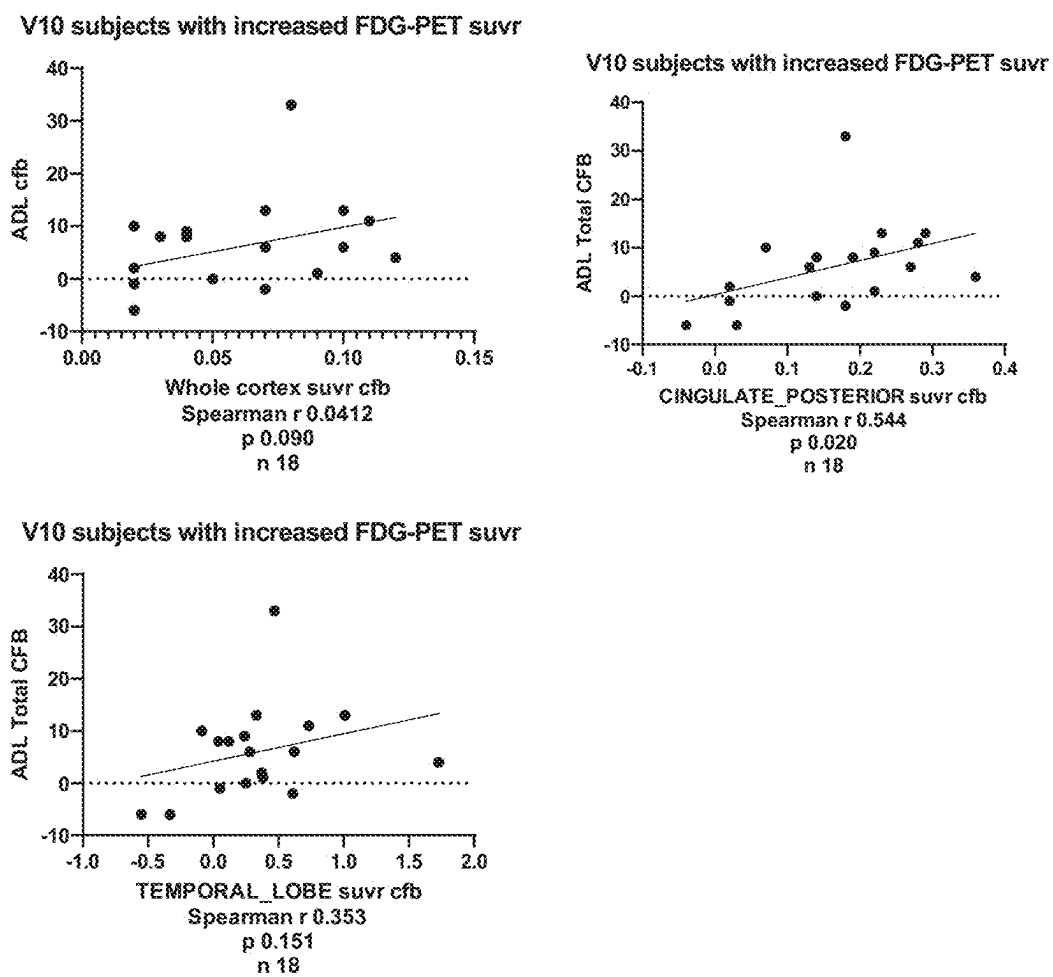 V10 subjects with increased FDG-PET suvr
ADL cfb
40
30
20
10
0
-10
0.00 0.05 0.10 0.15
Whole cortex suvr cfb
Spearman r 0.0412
p 0.090
n 18
V10 subjects with increased FDG-PET suvr
ADL Total CFB
40
30
20
10
0
-10
-0.1 0.0 0.1 0.2 0.3 0.4
CINGULATE_POSTERIOR suvr cfb
Spearman r 0.544
p 0.020
n 18
V10 subjects with increased FDG-PET suvr
ADL Total CFB
40
30
20
10
0
-10
-1.0 -0.5 0.0 0.5 1.0 1.5 2.0
TEMPORAL_LOBE suvr cfb
Spearman r 0.353
p 0.151
n 18